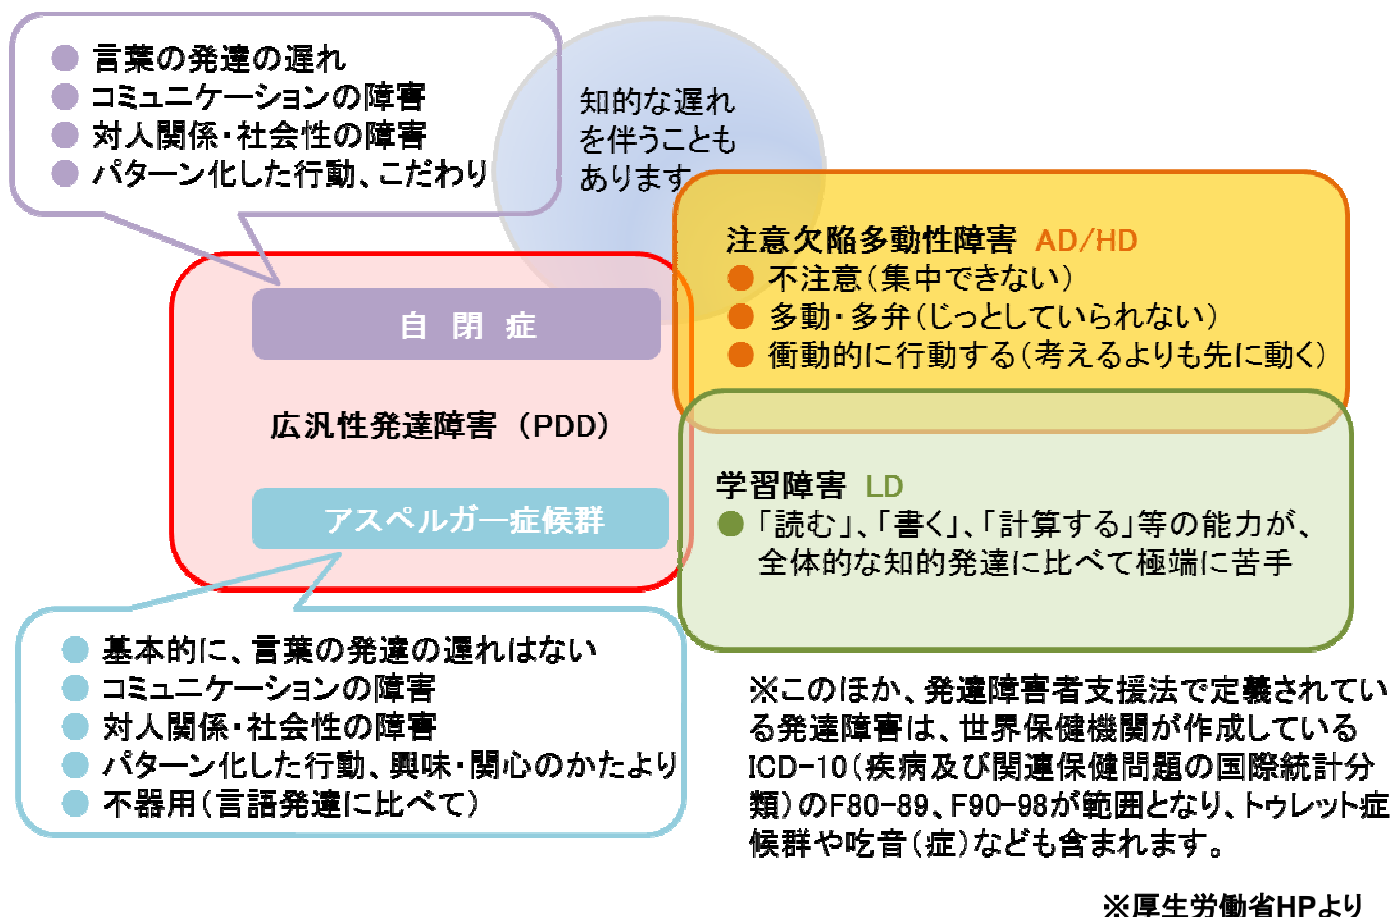 ● 言葉の発達の遅れ
● コミュニケーションの障害
● 対人関係・社会性の障害
● パターン化した行動、こだわり
知的な遅れ
を伴うことも
あります
注意欠陥多動性障害 AD/HD
● 不注意(集中できない)
● 多動・多弁(じっとしていられない)
● 衝動的に行動する(考えるよりも先に動く)
自 閉 症
広汎性発達障害 (PDD)
アスペルガー症候群
学習障害 LD
● 「読む」、「書く」、「計算する」等の能力が、
全体的な知的発達に比べて極端に苦手
● 基本的に、言葉の発達の遅れはない
● コミュニケーションの障害
● 対人関係・社会性の障害
● パターン化した行動、興味・関心のかたより
● 不器用(言語発達に比べて)
※このほか、発達障害者支援法で定義されてい
る発達障害は、世界保健機関が作成している
ICD-10(疾病及び関連保健問題の国際統計分
類)のF80-89、F90-98が範囲となり、トゥレット症
候群や吃音(症)なども含まれます。
※厚生労働省HPより